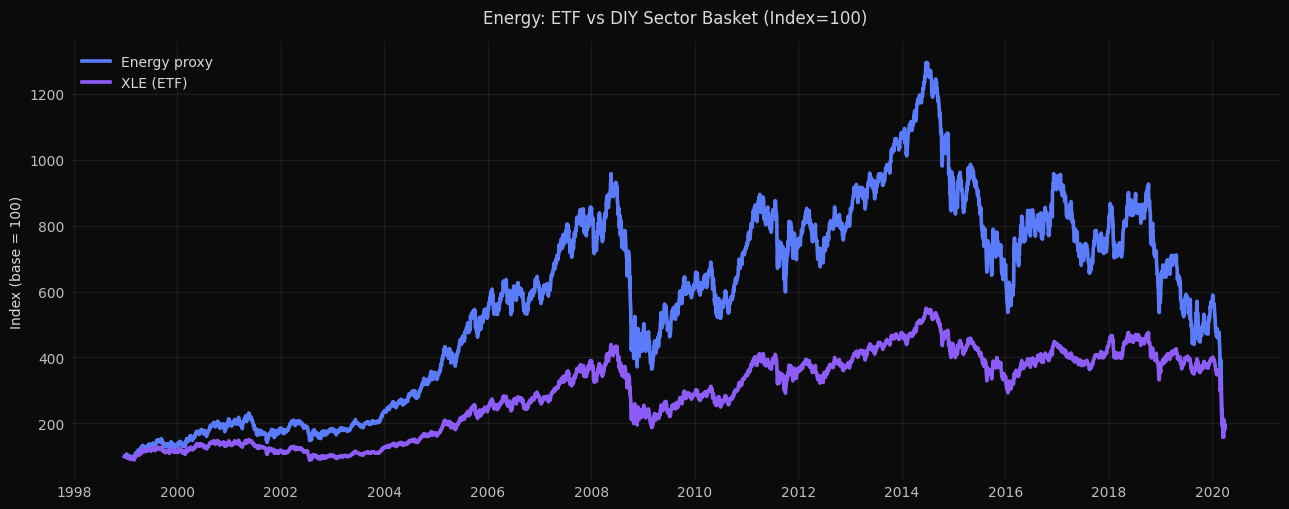 Energy: ETF vs DIY Sector Basket (Index=100)
Energy proxy
XLE (ETF)
Index (base = 100)
1200
1000
800
600
400
200
1998 2000 2002 2004 2006 2008 2010 2012 2014 2016 2018 2020